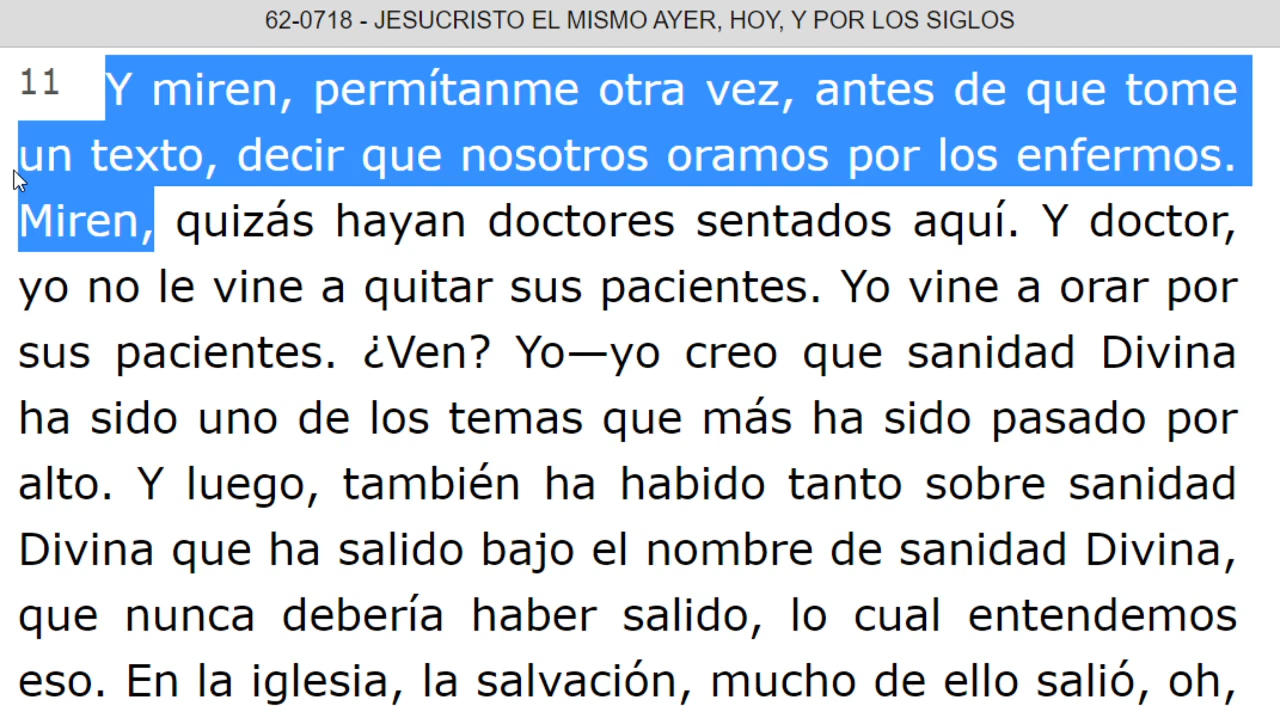 62-0718 - JESUCRISTO EL MISMO AYER, HOY, Y POR LOS SIGLOS
11 Y miren, permítanme otra vez, antes de que tome
un texto, decir que nosotros oramos por los enfermos.
Miren, quizás hayan doctores sentados aquí. Y doctor,
yo no le vine a quitar sus pacientes. Yo vine a orar por
sus pacientes. ¿Ven? Yo—yo creo que sanidad Divina
ha sido uno de los temas que más ha sido pasado por
alto. Y luego, también ha habido tanto sobre sanidad
Divina que ha salido bajo el nombre de sanidad Divina,
que nunca debería haber salido, lo cual entendemos
eso. En la iglesia, la salvación, mucho de ello salió, oh,